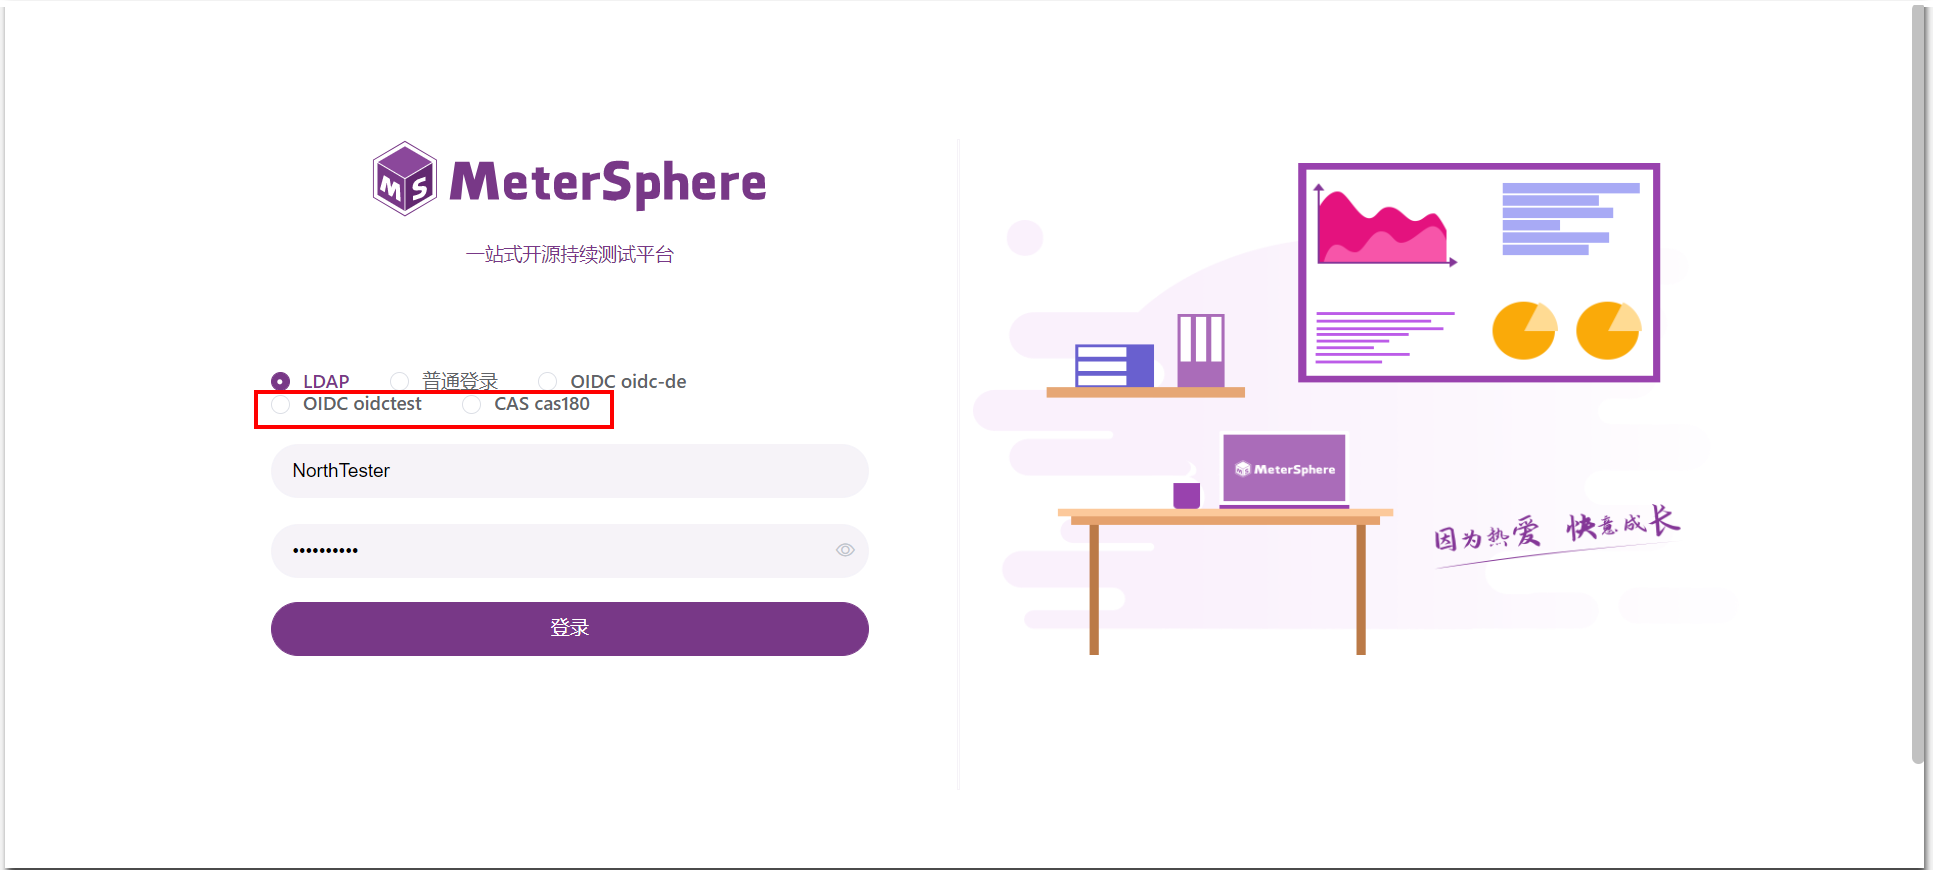 MS MeterSphere
一站式开源持续测试平台
LDAP 普通登录 OIDC oidc-de
OIDC oidctest CAS cas180
NorthTester
••••••••••
登录
MS MeterSphere
因为热爱 快意成长